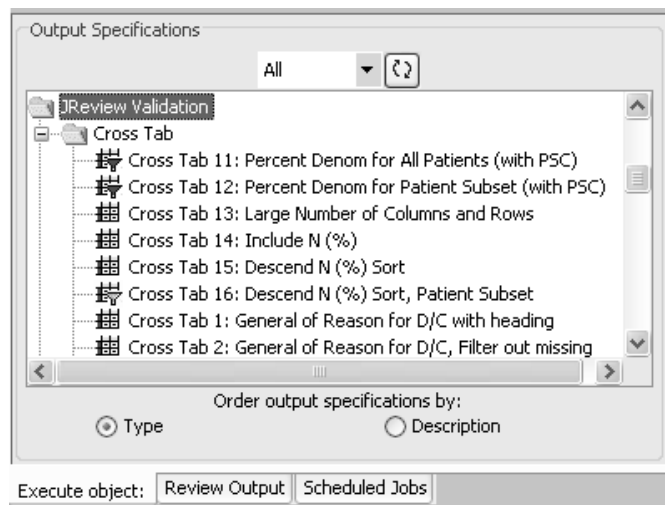 Output Specifications
All
JReview Validation
Cross Tab
Cross Tab 11: Percent Denom for All Patients (with PSC)
Cross Tab 12: Percent Denom for Patient Subset (with PSC)
Cross Tab 13: Large Number of Columns and Rows
Cross Tab 14: Include N (%)
Cross Tab 15: Descend N (%) Sort
Cross Tab 16: Descend N (%) Sort, Patient Subset
Cross Tab 1: General of Reason for D/C with heading
Cross Tab 2: General of Reason for D/C, Filter out missing
Order output specifications by:
Type Description
Execute object: Review Output Scheduled Jobs